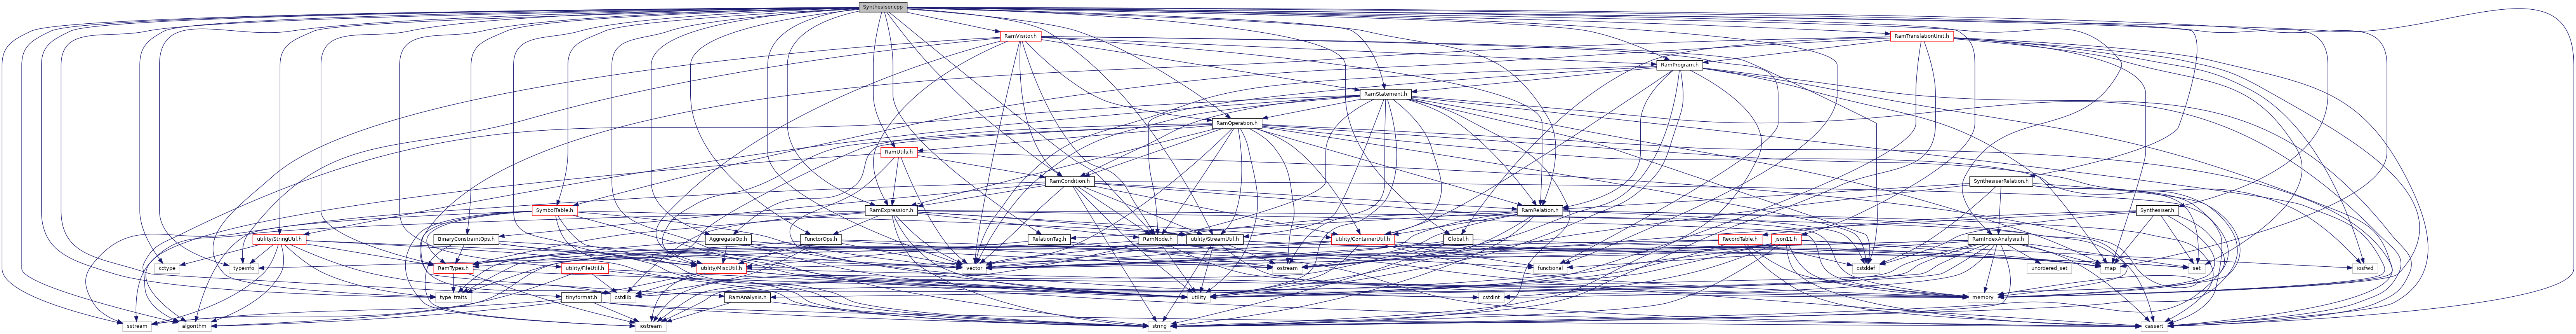 Synthesiser.cpp
RamVisitor.h
RamTranslationUnit.h
RamProgram.h
RamStatement.h
RamOperation.h
RamUtils.h
RamCondition.h
SynthesiserRelation.h
SymbolTable.h
RamExpression.h
RamRelation.h
Synthesiser.h
utility/StringUtil.h
BinaryConstraintOps.h
AggregateOp.h
FunctorOps.h
RelationTag.h
RamNode.h
utility/StreamUtil.h
utility/ContainerUtil.h
Global.h
RecordTable.h
json11.h
RamIndexAnalysis.h
cctype
typeinfo
RamTypes.h
utility/FileUtil.h
utility/MiscUtil.h
vector
ostream
functional
cstddef
unordered_set
map
set
iosfwd
type_traits
tinyformat.h
cstdlib
RamAnalysis.h
utility
cstdint
memory
sstream
algorithm
iostream
string
cassert